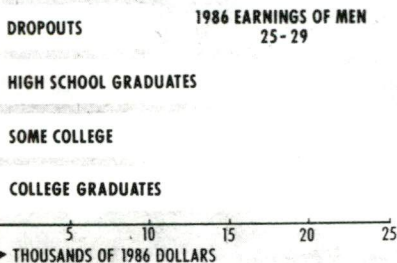 1986 EARNINGS OF MEN
25-29
DROPOUTS
HIGH SCHOOL GRADUATES
SOME COLLEGE
COLLEGE GRADUATES
5 10 15 20 25
THOUSANDS OF 1986 DOLLARS